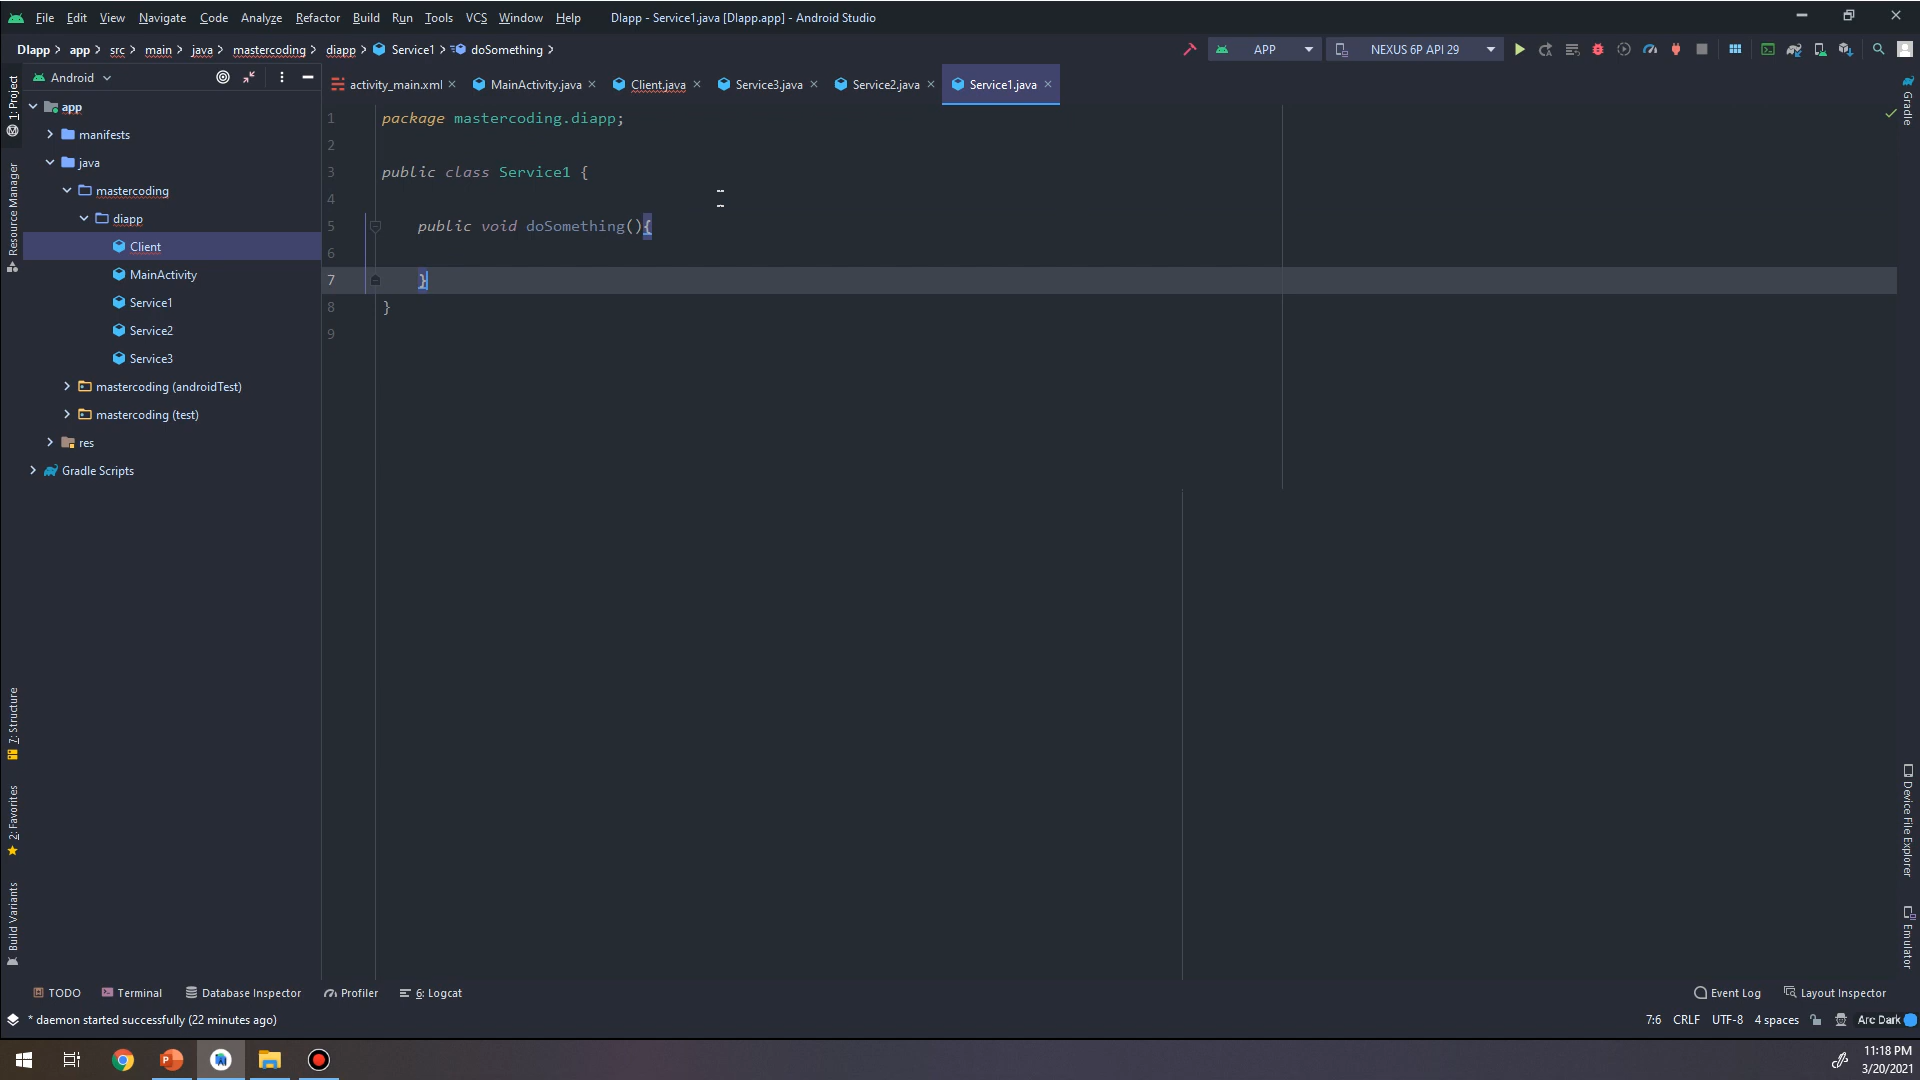 File Edit View Navigate Code Analyze Refactor Build Run Tools VCS Window Help DIapp - Service1.java [DIapp.app] - Android Studio
DIapp app src main java mastercoding diapp Service1 doSomething APP NEXUS 6P API 29
Android activity_main.xml MainActivity.java Client.java Service3.java Service2.java Service1.java
1: Project
Resource Manager
7: Structure
2: Favorites
Build Variants
app
manifests
java
mastercoding
diapp
Client
MainActivity
Service1
Service2
Service3
mastercoding (androidTest)
mastercoding (test)
res
Gradle Scripts
1 package mastercoding.diapp;
2
3 public class Service1 {
4
5 public void doSomething(){
6
7 }
8 }
9
Gradle
Device File Explorer
Emulator
TODO Terminal Database Inspector Profiler 6: Logcat Event Log Layout Inspector
* daemon started successfully (22 minutes ago) 7:6 CRLF UTF-8 4 spaces Arc Dark
11:18 PM
3/20/2021